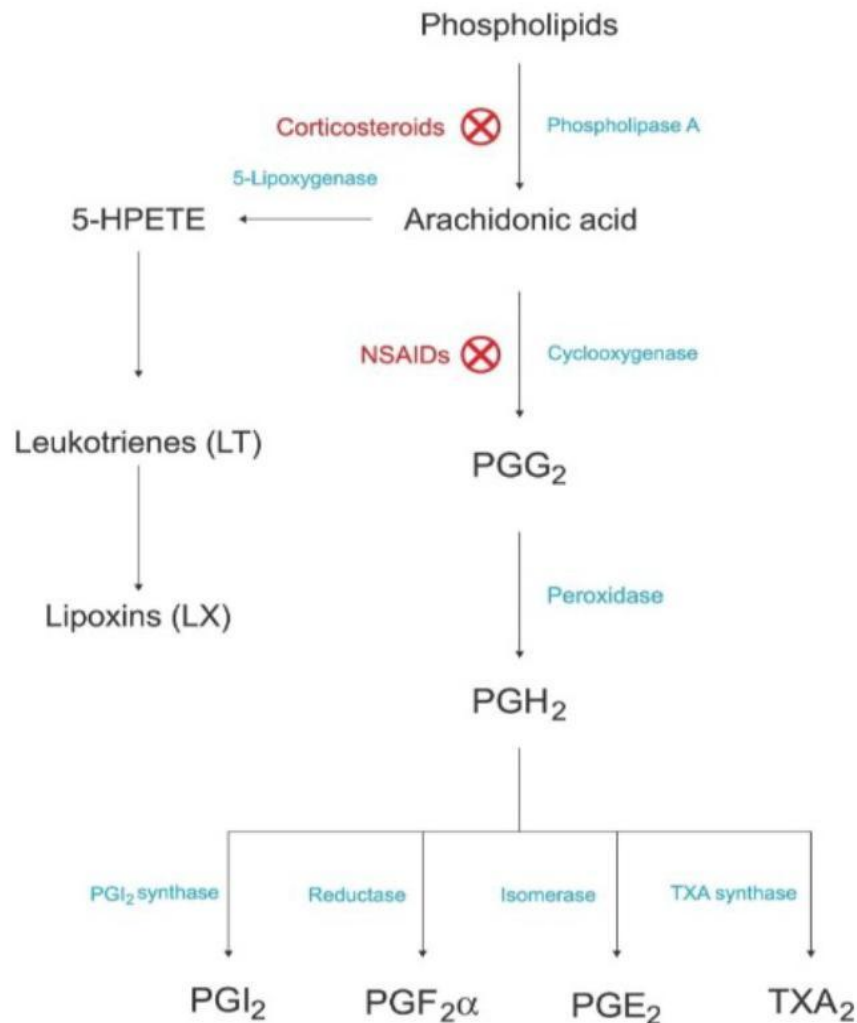 Phospholipids
Corticosteroids
Phospholipase A
5-Lipoxygenase
5-HPETE
Arachidonic acid
NSAIDs
Cyclooxygenase
Leukotrienes (LT)
PGG₂
Lipoxins (LX)
Peroxidase
PGH₂
PGI₂ synthase
Reductase
Isomerase
TXA synthase
PGI₂
PGF₂α
PGE₂
TXA₂